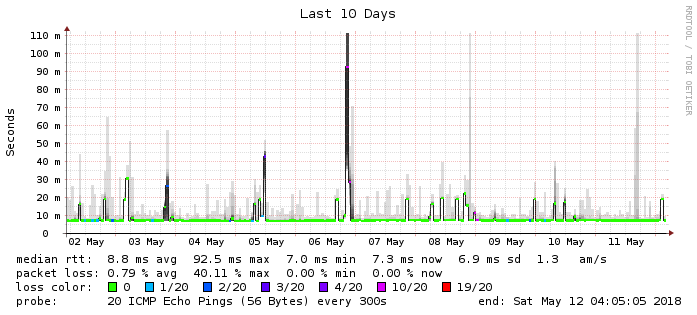 Last 10 Days
RRDTOOL / TOBI OETIKER
Seconds
110 m
100 m
90 m
80 m
70 m
60 m
50 m
40 m
30 m
20 m
10 m
0
02 May 03 May 04 May 05 May 06 May 07 May 08 May 09 May 10 May 11 May
median rtt: 8.8 ms avg 92.5 ms max 7.0 ms min 7.3 ms now 6.9 ms sd 1.3 am/s
packet loss: 0.79 % avg 40.11 % max 0.00 % min 0.00 % now
loss color: 0 1/20 2/20 3/20 4/20 10/20 19/20
probe: 20 ICMP Echo Pings (56 Bytes) every 300s end: Sat May 12 04:05:05 2018